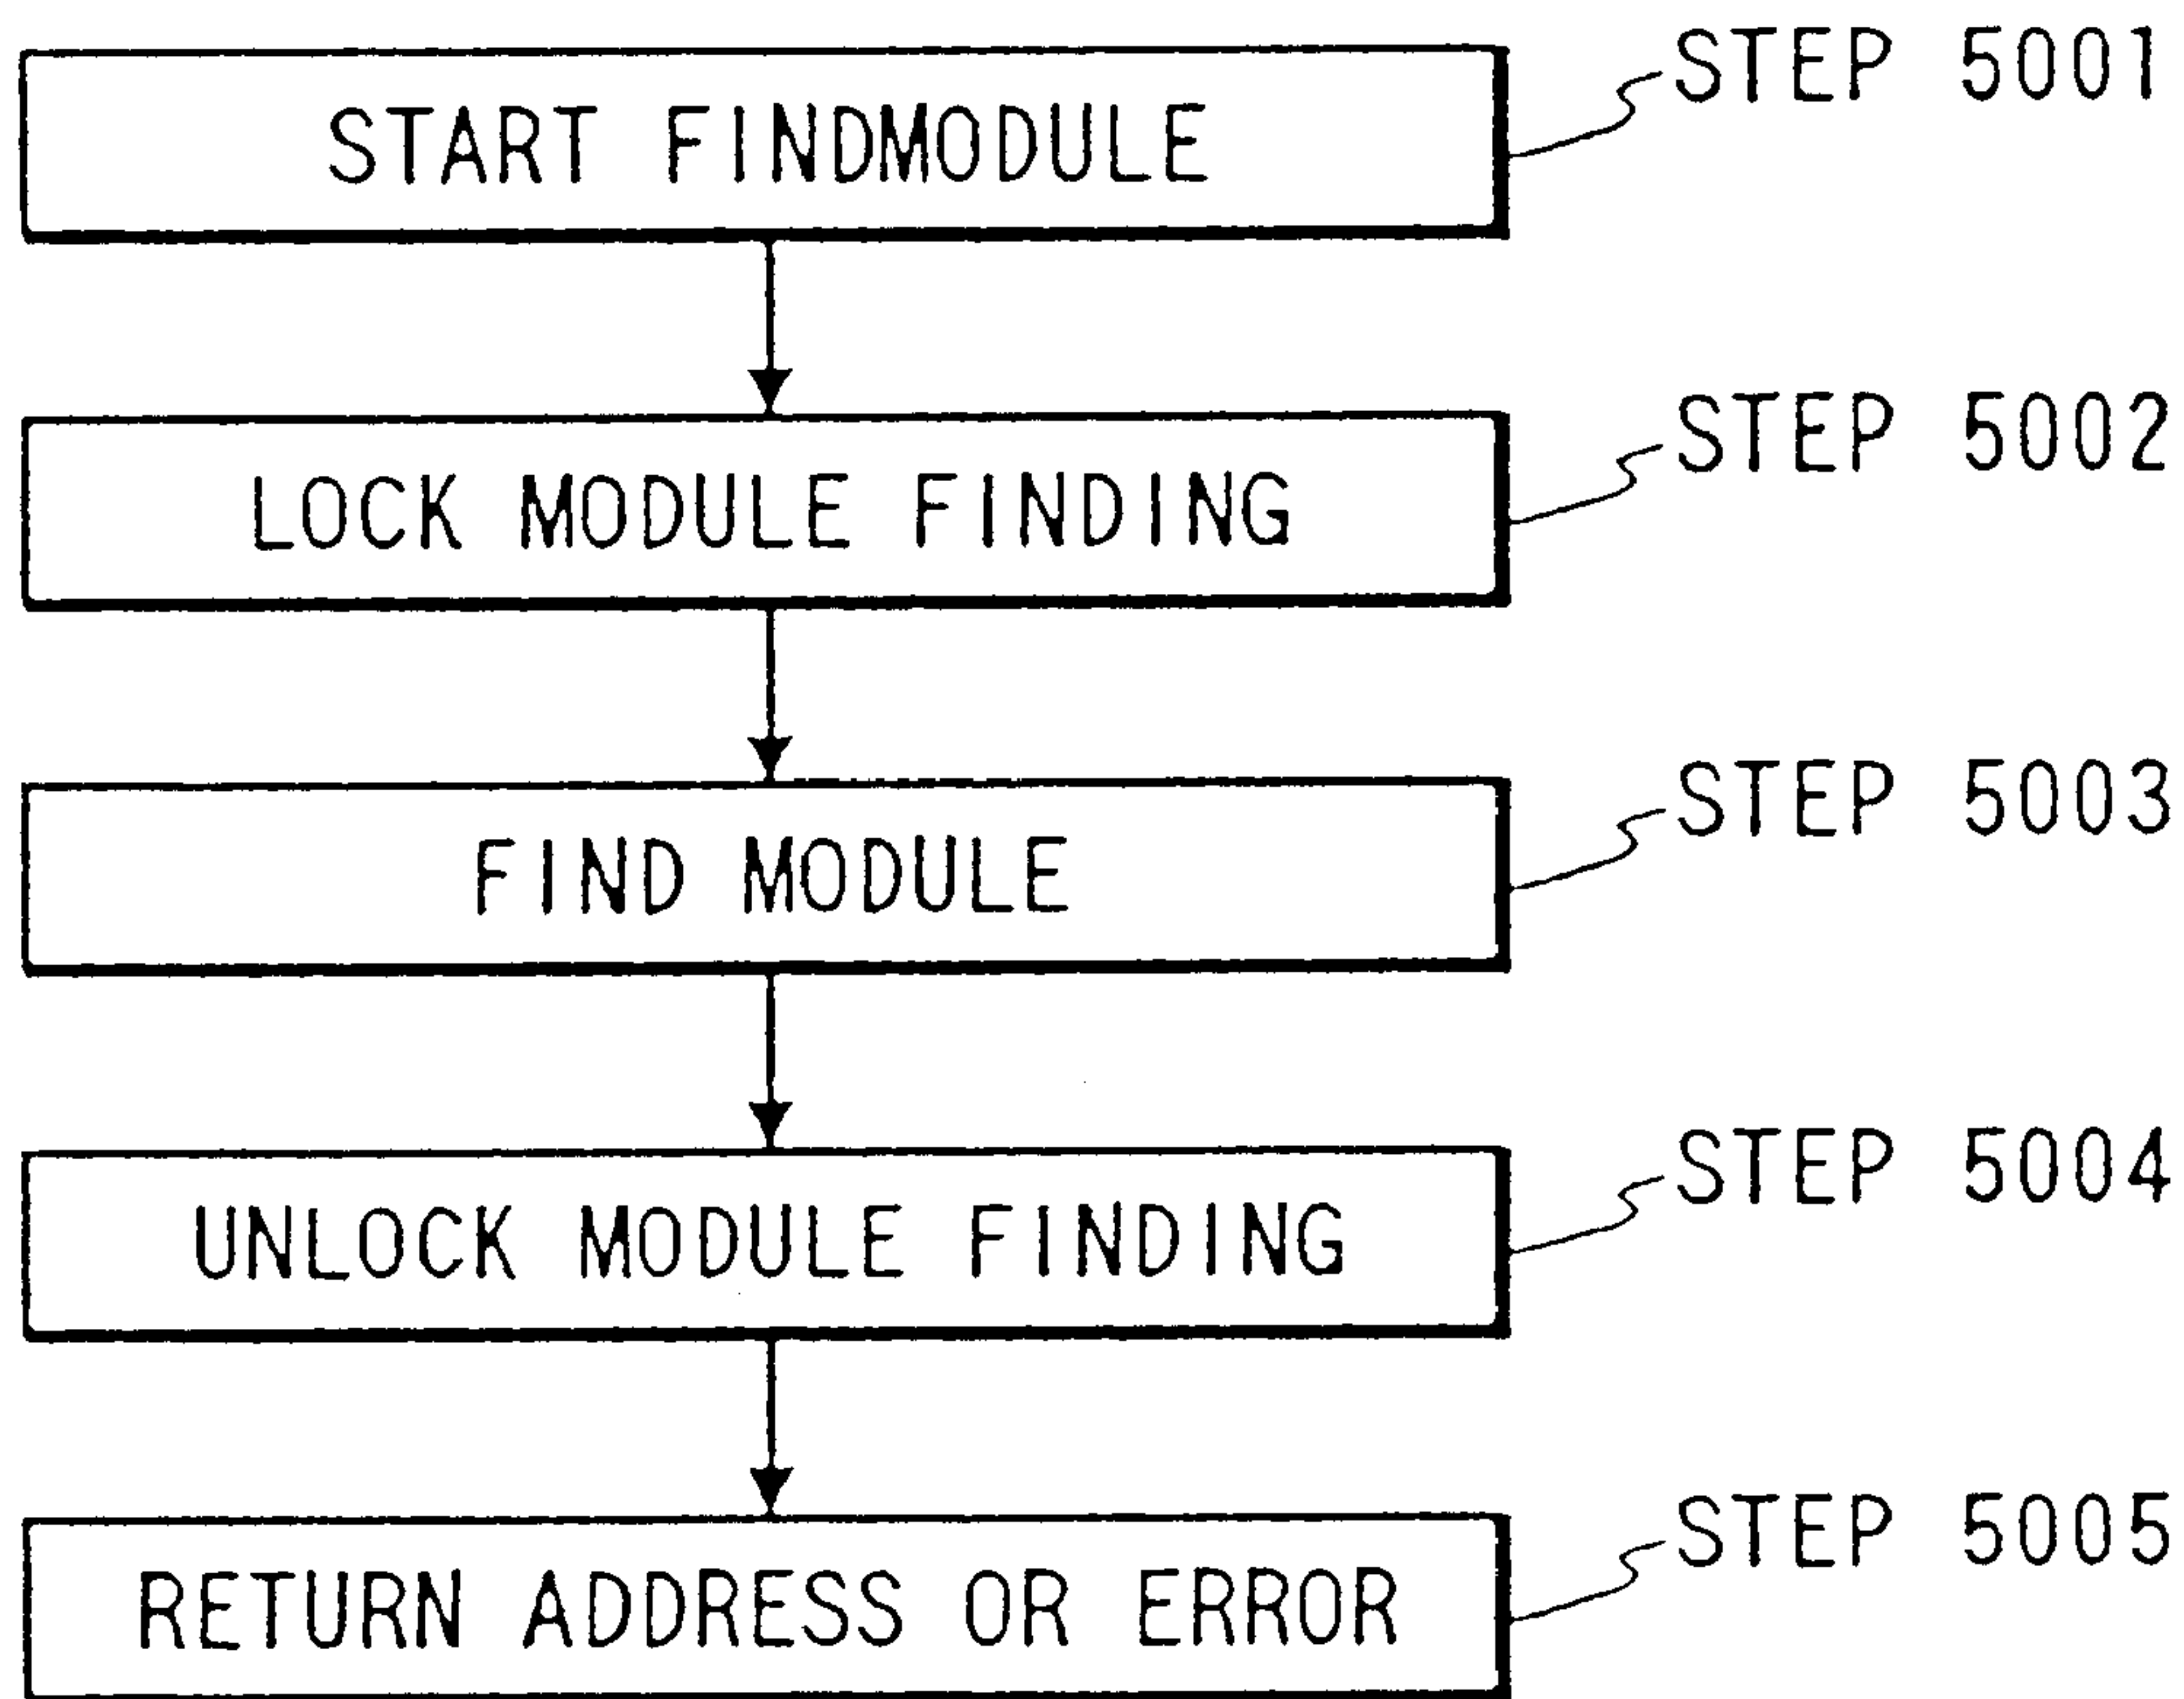 START FINDMODULE
STEP 5001
LOCK MODULE FINDING
STEP 5002
FIND MODULE
STEP 5003
UNLOCK MODULE FINDING
STEP 5004
RETURN ADDRESS OR ERROR
STEP 5005